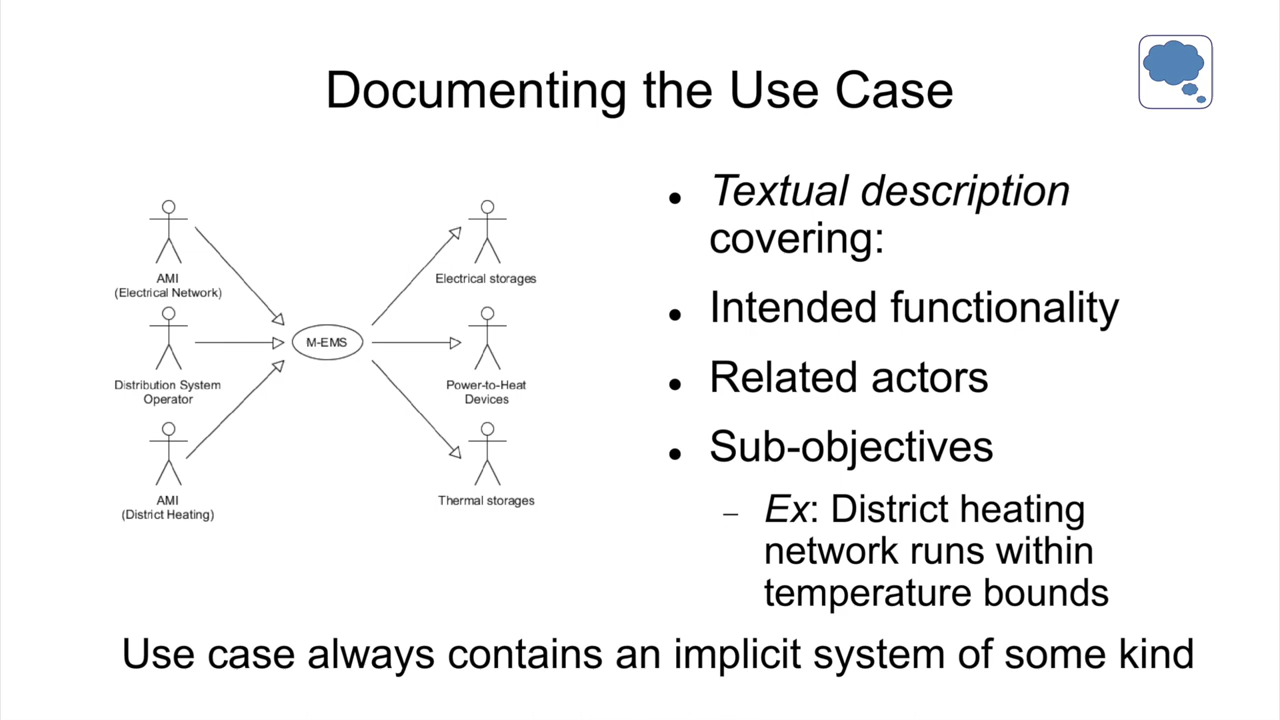 Documenting the Use Case
AMI
(Electrical Network)
Distribution System
Operator
AMI
(District Heating)
M-EMS
Electrical storages
Power-to-Heat
Devices
Thermal storages
● Textual description
covering:
● Intended functionality
● Related actors
● Sub-objectives
– Ex: District heating
network runs within
temperature bounds
Use case always contains an implicit system of some kind